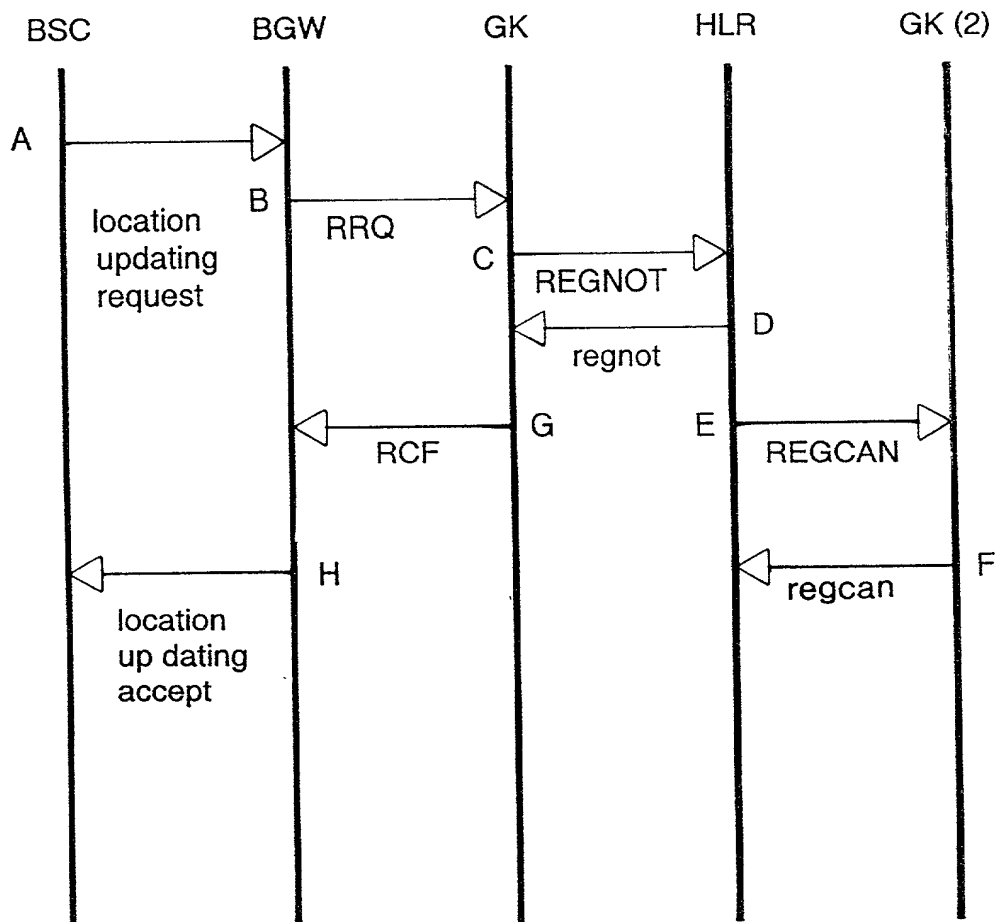 BSC BGW GK HLR GK (2)
A
B
location
updating
request
RRQ
C
REGNOT
D
regnot
G
RCF
E
REGCAN
H
F
regcan
location
up dating
accept